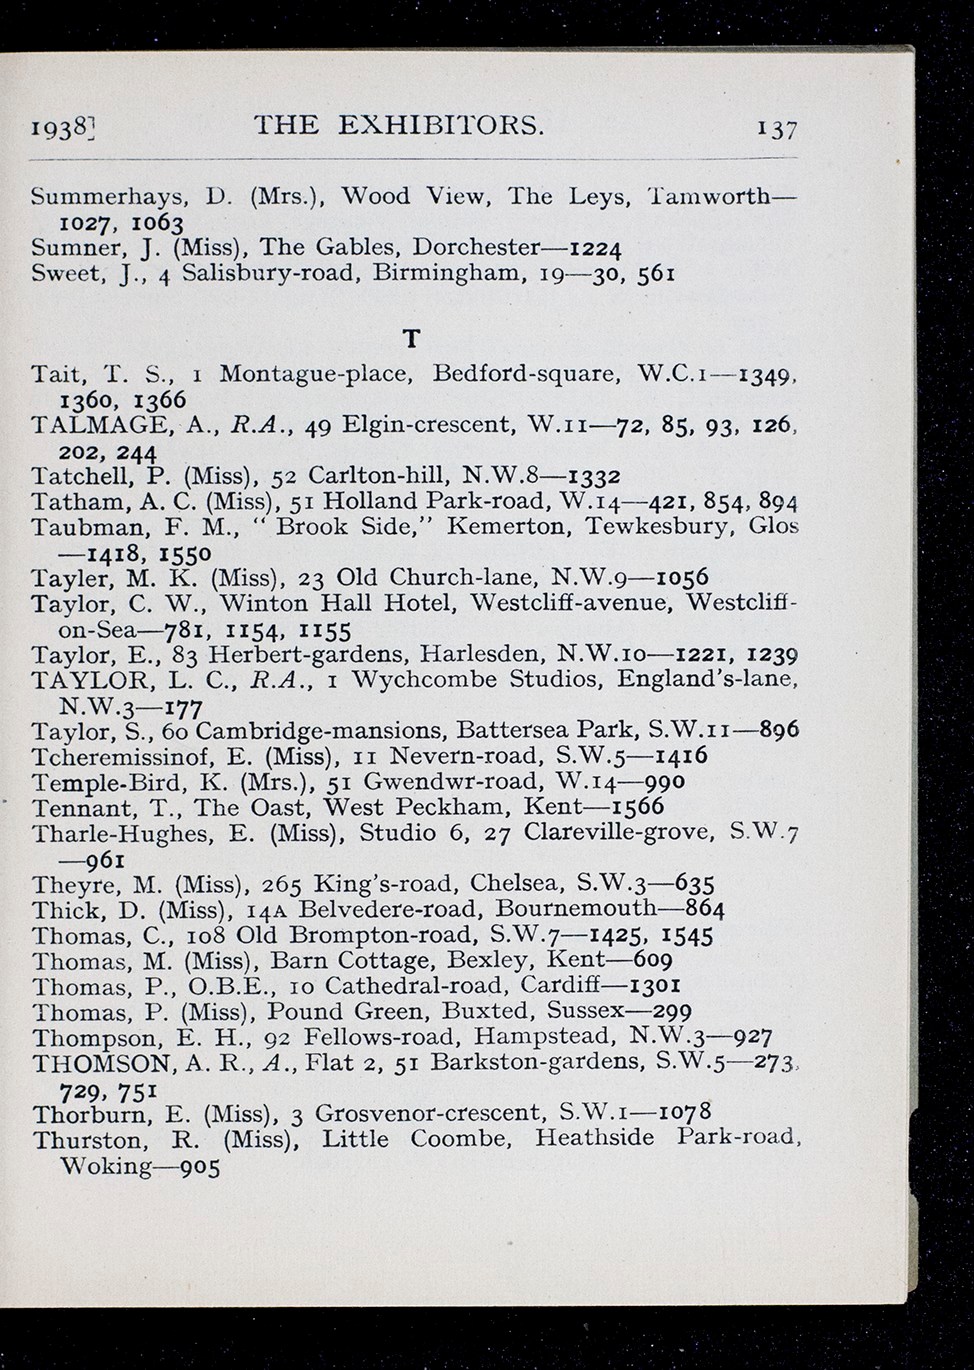 1938] THE EXHIBITORS. 137
Summerhays, D. (Mrs.), Wood View, The Leys, Tamworth—
1027, 1063
Sumner, J. (Miss), The Gables, Dorchester—1224
Sweet, J., 4 Salisbury-road, Birmingham, 19—30, 561
T
Tait, T. S., 1 Montague-place, Bedford-square, W.C.1—1349,
1360, 1366
TALMAGE, A., R.A., 49 Elgin-crescent, W.11—72, 85, 93, 126,
202, 244
Tatchell, P. (Miss), 52 Carlton-hill, N.W.8—1332
Tatham, A. C. (Miss), 51 Holland Park-road, W.14—421, 854, 894
Taubman, F. M., “ Brook Side,” Kemerton, Tewkesbury, Glos
—1418, 1550
Tayler, M. K. (Miss), 23 Old Church-lane, N.W.9—1056
Taylor, C. W., Winton Hall Hotel, Westcliff-avenue, Westcliff-
on-Sea—781, 1154, 1155
Taylor, E., 83 Herbert-gardens, Harlesden, N.W.10—1221, 1239
TAYLOR, L. C., R.A., 1 Wychcombe Studios, England's-lane,
N.W.3—177
Taylor, S., 60 Cambridge-mansions, Battersea Park, S.W.11—896
Tcheremissinof, E. (Miss), 11 Nevern-road, S.W.5—1416
Temple-Bird, K. (Mrs.), 51 Gwendwr-road, W.14—990
Tennant, T., The Oast, West Peckham, Kent—1566
Tharle-Hughes, E. (Miss), Studio 6, 27 Clareville-grove, S.W.7
—961
Theyre, M. (Miss), 265 King's-road, Chelsea, S.W.3—635
Thick, D. (Miss), 14A Belvedere-road, Bournemouth—864
Thomas, C., 108 Old Brompton-road, S.W.7—1425, 1545
Thomas, M. (Miss), Barn Cottage, Bexley, Kent—609
Thomas, P., O.B.E., 10 Cathedral-road, Cardiff—1301
Thomas, P. (Miss), Pound Green, Buxted, Sussex—299
Thompson, E. H., 92 Fellows-road, Hampstead, N.W.3—927
THOMSON, A. R., A., Flat 2, 51 Barkston-gardens, S.W.5—273,
729, 751
Thorburn, E. (Miss), 3 Grosvenor-crescent, S.W.1—1078
Thurston, R. (Miss), Little Coombe, Heathside Park-road,
Woking—905